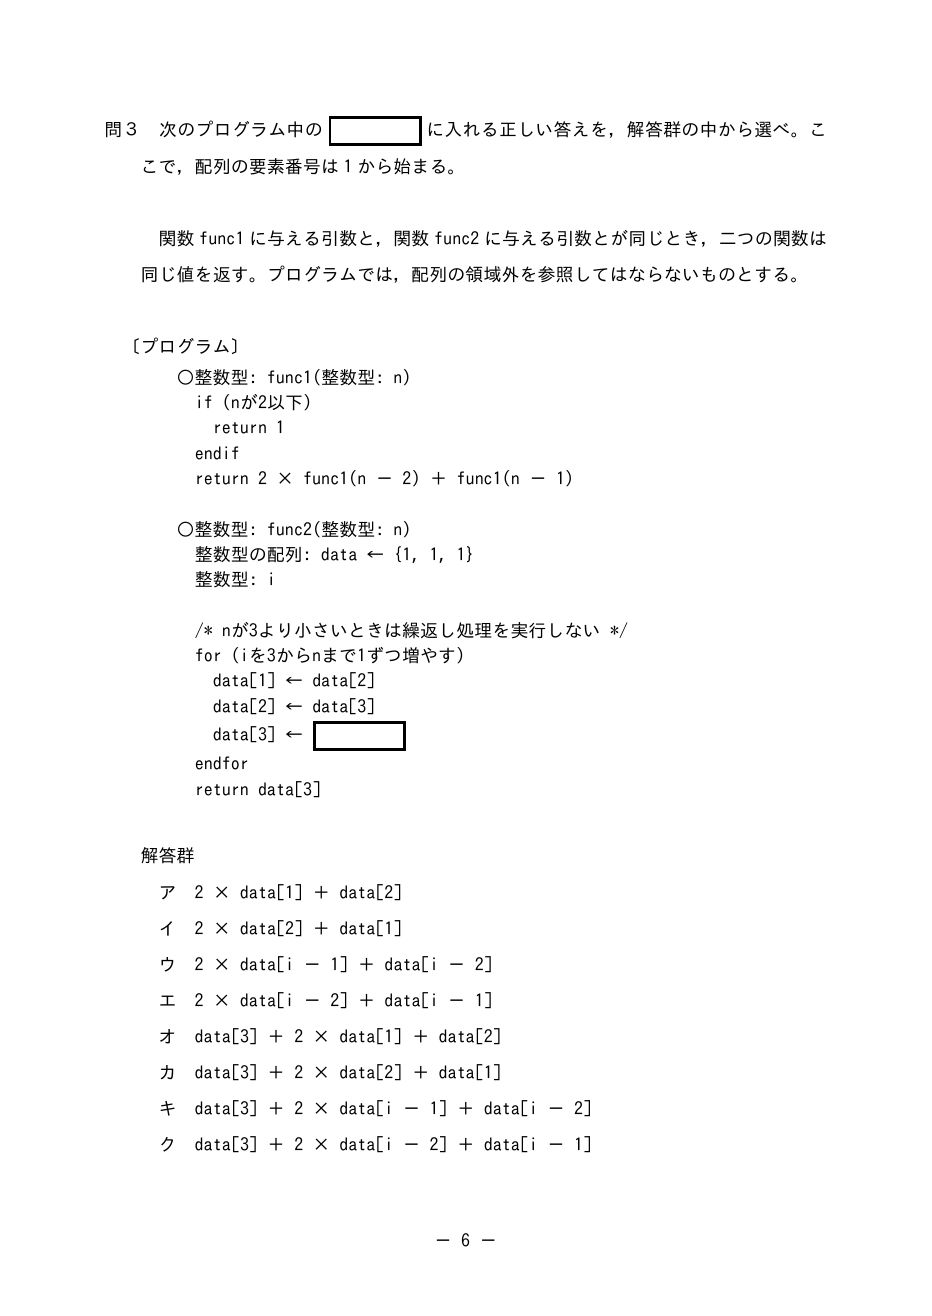 問３　次のプログラム中の　　　に入れる正しい答えを，解答群の中から選べ。こ
こで，配列の要素番号は 1 から始まる。
関数 func1 に与える引数と，関数 func2 に与える引数とが同じとき，二つの関数は
同じ値を返す。プログラムでは，配列の領域外を参照してはならないものとする。
〔プログラム〕
○整数型: func1(整数型: n)
if (nが2以下)
return 1
endif
return 2 × func1(n － 2) ＋ func1(n － 1)
○整数型: func2(整数型: n)
整数型の配列: data ← {1, 1, 1}
整数型: i
/* nが3より小さいときは繰返し処理を実行しない */
for (iを3からnまで1ずつ増やす)
data[1] ← data[2]
data[2] ← data[3]
data[3] ←
endfor
return data[3]
解答群
ア　2 × data[1] ＋ data[2]
イ　2 × data[2] ＋ data[1]
ウ　2 × data[i － 1] ＋ data[i － 2]
エ　2 × data[i － 2] ＋ data[i － 1]
オ　data[3] ＋ 2 × data[1] ＋ data[2]
カ　data[3] ＋ 2 × data[2] ＋ data[1]
キ　data[3] ＋ 2 × data[i － 1] ＋ data[i － 2]
ク　data[3] ＋ 2 × data[i － 2] ＋ data[i － 1]
－ 6 －